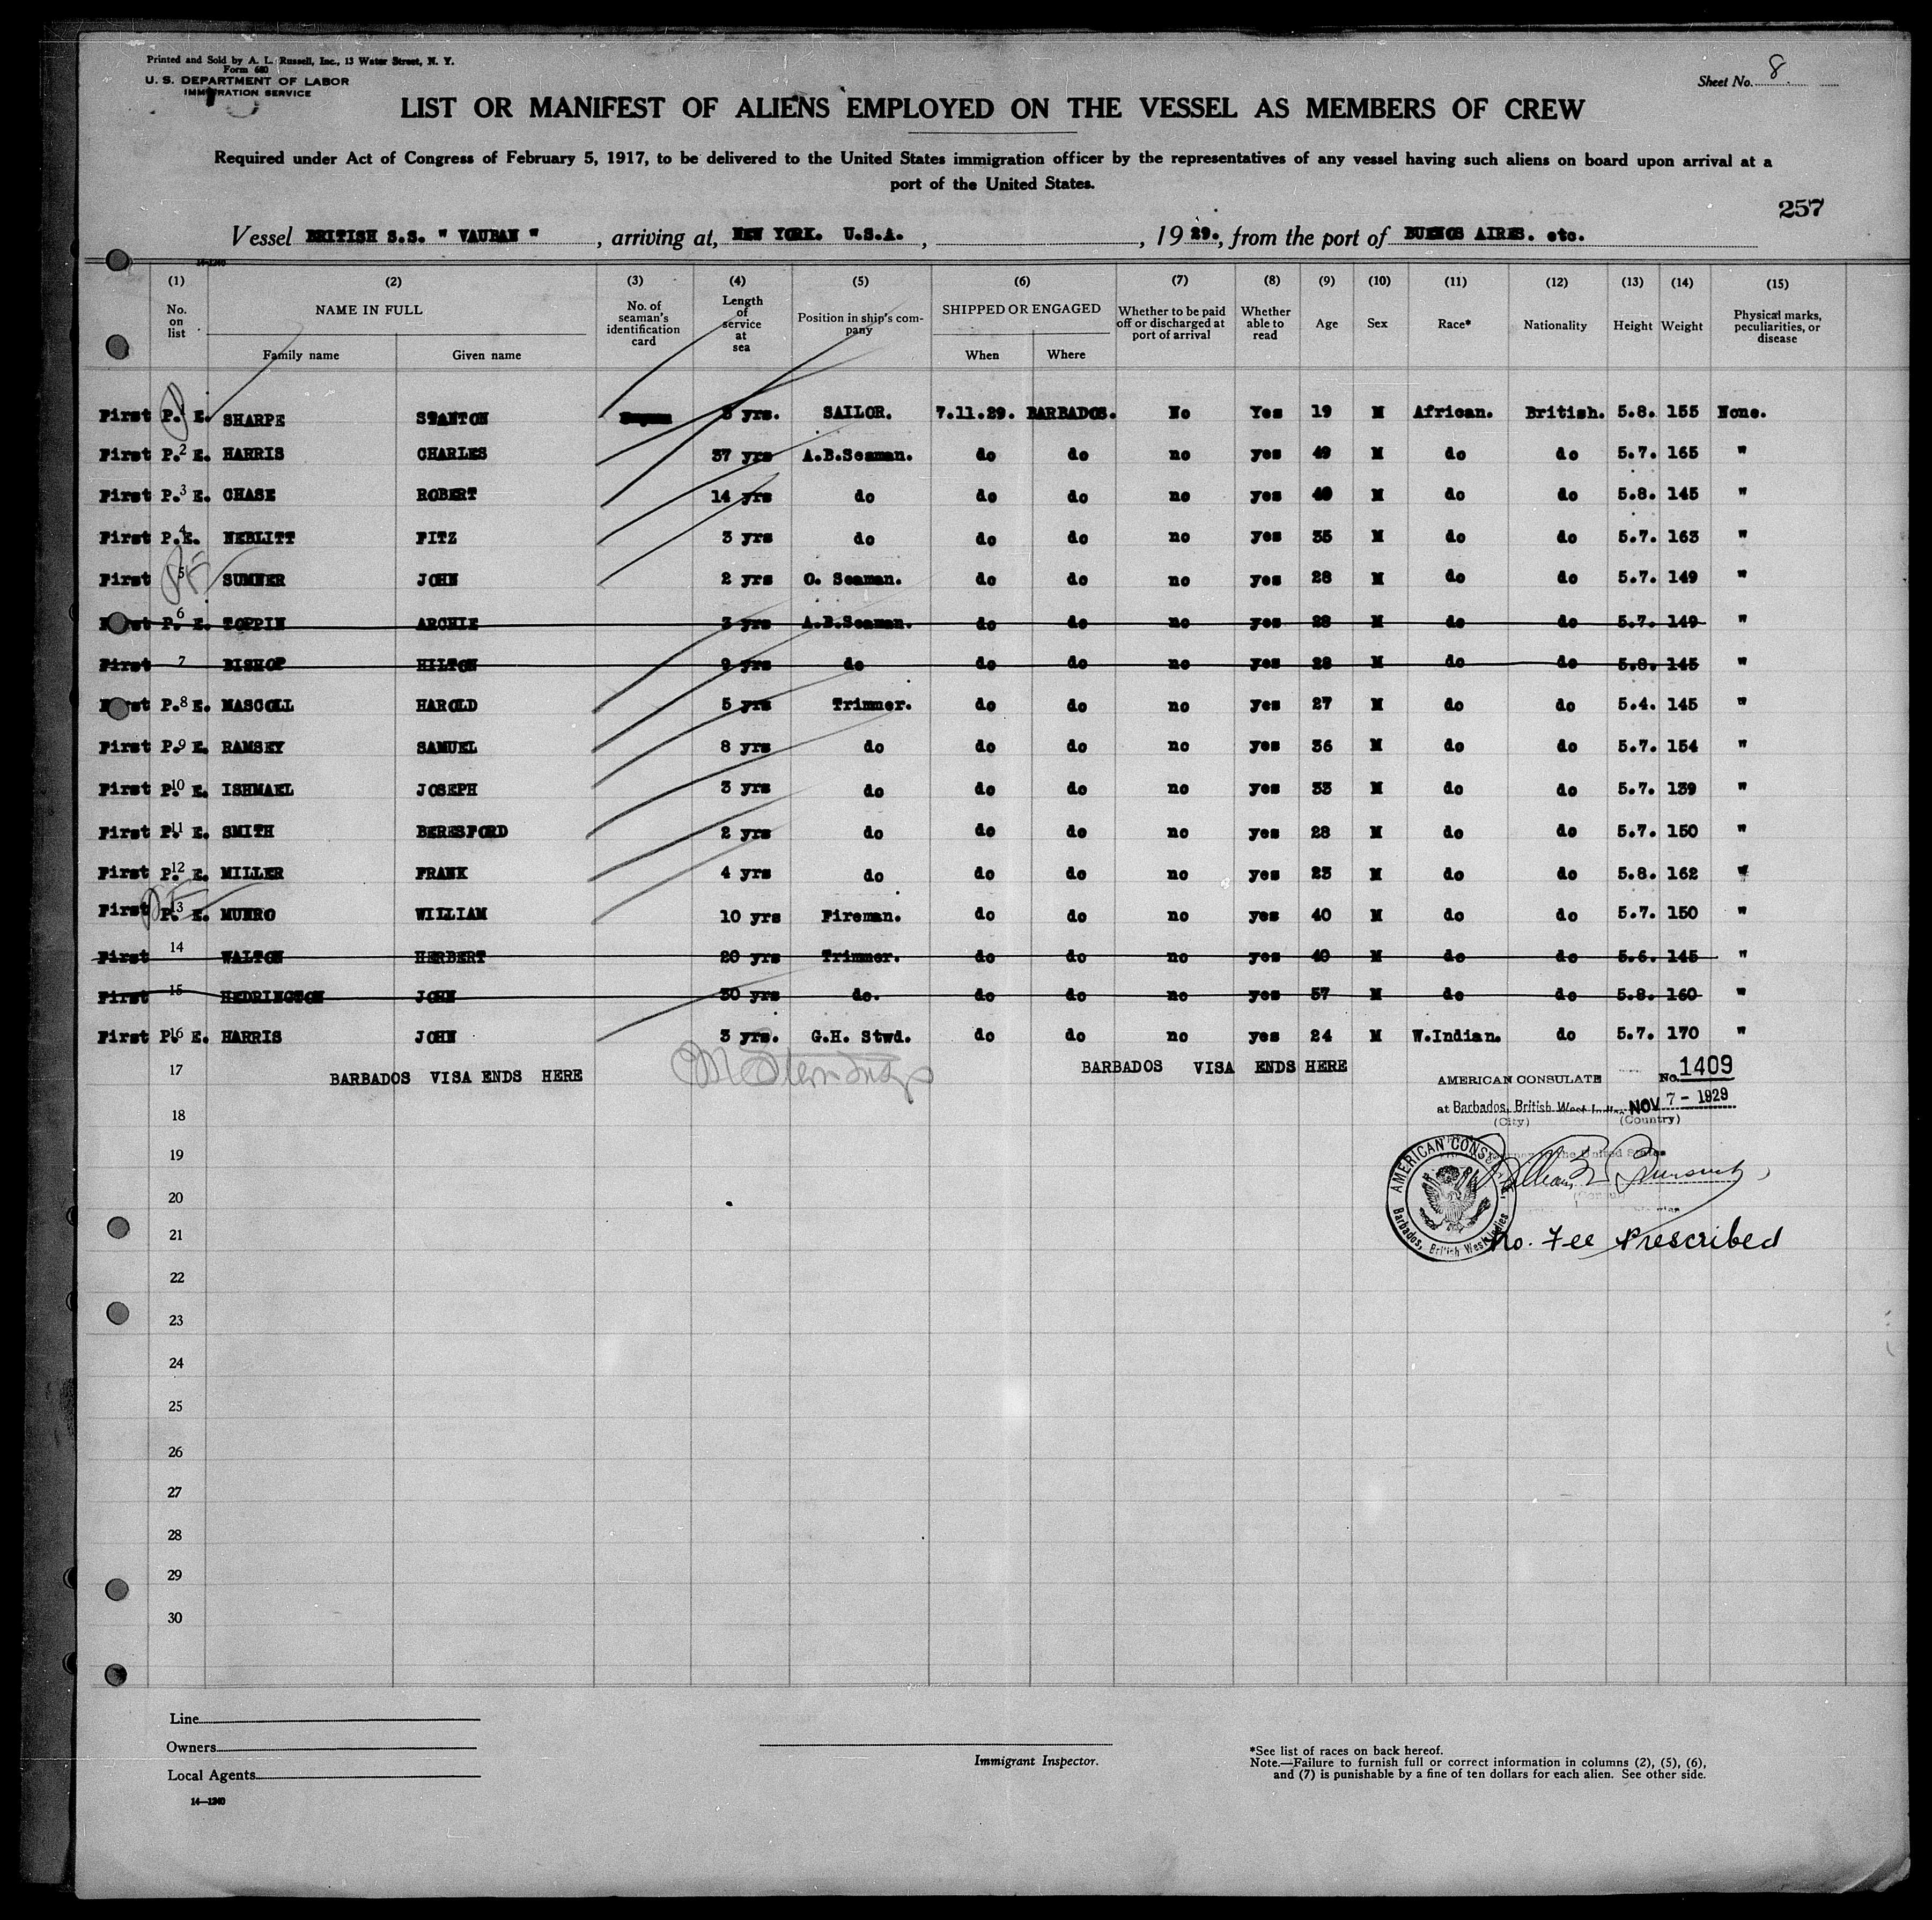 Printed and Sold by A. L. Russell, Inc., 13 Water Street, N. Y.
Form 680
U. S. DEPARTMENT OF LABOR
IMMIGRATION SERVICE
Sheet No. 8
LIST OR MANIFEST OF ALIENS EMPLOYED ON THE VESSEL AS MEMBERS OF CREW
Required under Act of Congress of February 5, 1917, to be delivered to the United States immigration officer by the representatives of any vessel having such aliens on board upon arrival at a
port of the United States.
257
Vessel BRITISH S.S. " VAUBAN ", arriving at, NEW YORK. U.S.A., , 1929., from the port of BUENOS AIRES. etc.
14-1240
(1) (2) (3) (4) (5) (6) (7) (8) (9) (10) (11) (12) (13) (14) (15)
No. on list NAME IN FULL Family name Given name No. of seaman's identification card Length of service at sea Position in ship's company SHIPPED OR ENGAGED When Where Whether to be paid off or discharged at port of arrival Whether able to read Age Sex Race* Nationality Height Weight Physical marks, peculiarities, or disease
First P. E. SHARPE STANTON yrs. SAILOR. 7.11.29. BARBADOS. No Yes 19 M African. British. 5.8. 155 None.
First P. 2 E. HARRIS CHARLES 37 yrs A.B.Seaman. do do no yes 49 M do do 5.7. 165 "
First P. 3 E. CHASE ROBERT 14 yrs do do do no yes 40 M do do 5.8. 145 "
First P. 4 E. NEBLITT FITZ 3 yrs do do do no yes 35 M do do 5.7. 163 "
First 5 PE SUMNER JOHN 2 yrs O. Seaman. do do no yes 28 M do do 5.7. 149 "
First P. 6 E. TOPPIN ARCHIE 3 yrs A.B.Seaman. do do no yes 28 M do do 5.7. 149 "
First 7 BISHOP HILTON 9 yrs do do do no yes 28 M do do 5.8. 145 "
First P. 8 E. MASCOLL HAROLD 5 yrs Trimmer. do do no yes 27 M do do 5.4. 145 "
First P. 9 E. RAMSEY SAMUEL 8 yrs do do do no yes 36 M do do 5.7. 154 "
First P. 10 E. ISHMAEL JOSEPH 3 yrs do do do no yes 33 M do do 5.7. 139 "
First P. 11 E. SMITH BERESFORD 2 yrs do do do no yes 28 M do do 5.7. 150 "
First P. 12 E. MILLER FRANK 4 yrs do do do no yes 23 M do do 5.8. 162 "
First P. 13 E. MUNRO WILLIAM 10 yrs Fireman. do do no yes 40 M do do 5.7. 150 "
First 14 WALTON HERBERT 20 yrs Trimmer. do do no yes 40 M do do 5.6. 145 "
First 15 HEDRINGTON JOHN 30 yrs do. do do no yes 57 M do do 5.8. 160 "
First P. 16 E. HARRIS JOHN 3 yrs. G.H. Stwd. do do no yes 24 M W.Indian. do 5.7. 170 "
17 BARBADOS VISA ENDS HERE BARBADOS VISA ENDS HERE
AMERICAN CONSULATE No. 1409
at Barbados, British West NOV 7 - 1929
(City) (Country)
18
19
20
21
22
23
24
25
26
27
28
29
30
AMERICAN CONSULATE
Barbados, British West Indies
No. Fee Prescribed
Line
Owners
Local Agents
14—1240
Immigrant Inspector.
*See list of races on back hereof.
Note.—Failure to furnish full or correct information in columns (2), (5), (6),
and (7) is punishable by a fine of ten dollars for each alien. See other side.